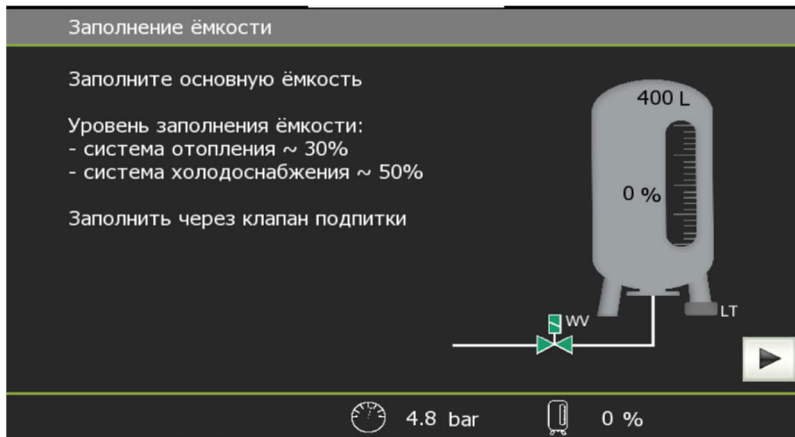 Заполнение ёмкости
Заполните основную ёмкость
Уровень заполнения ёмкости:
- система отопления ~ 30%
- система холодоснабжения ~ 50%
Заполнить через клапан подпитки
400 L
0 %
WV
LT
4.8 bar
0 %